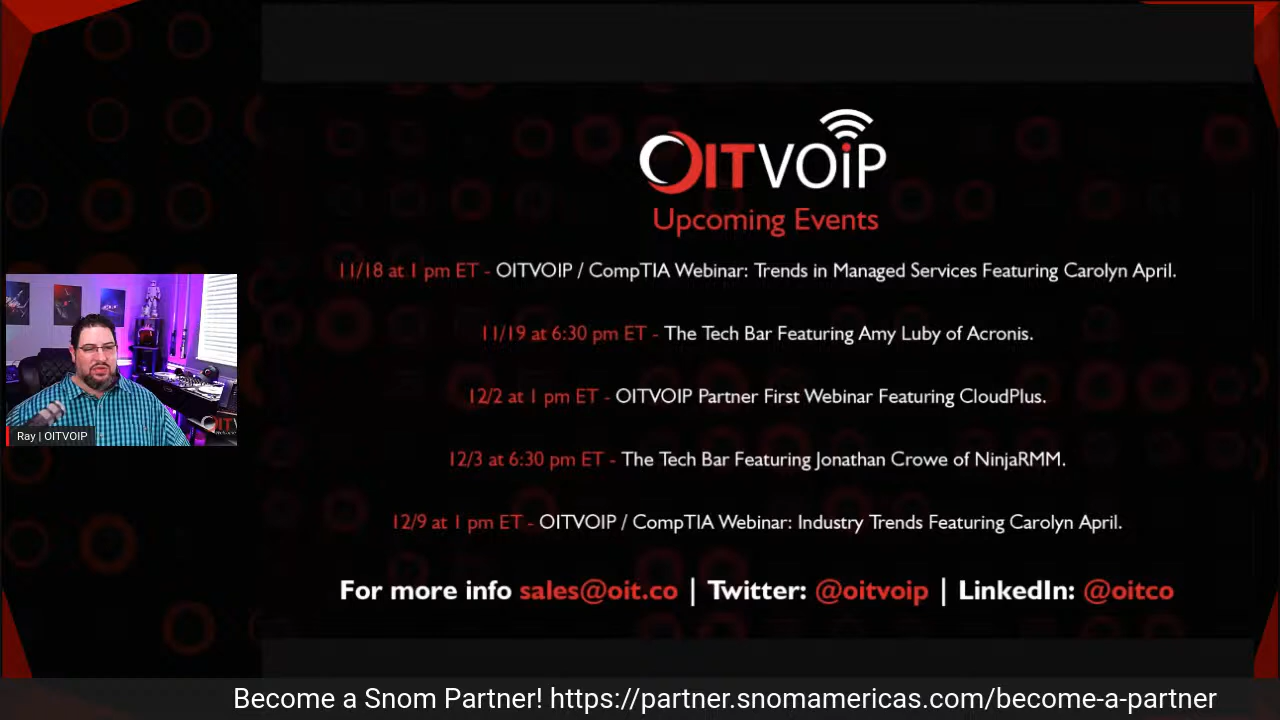 OITVOIP
Upcoming Events
11/18 at 1 pm ET - OITVOIP / CompTIA Webinar: Trends in Managed Services Featuring Carolyn April.
11/19 at 6:30 pm ET - The Tech Bar Featuring Amy Luby of Acronis.
12/2 at 1 pm ET - OITVOIP Partner First Webinar Featuring CloudPlus.
12/3 at 6:30 pm ET - The Tech Bar Featuring Jonathan Crowe of NinjaRMM.
12/9 at 1 pm ET - OITVOIP / CompTIA Webinar: Industry Trends Featuring Carolyn April.
For more info sales@oit.co | Twitter: @oitvoip | LinkedIn: @oitco
Ray | OITVOIP
Become a Snom Partner! https://partner.snomamericas.com/become-a-partner